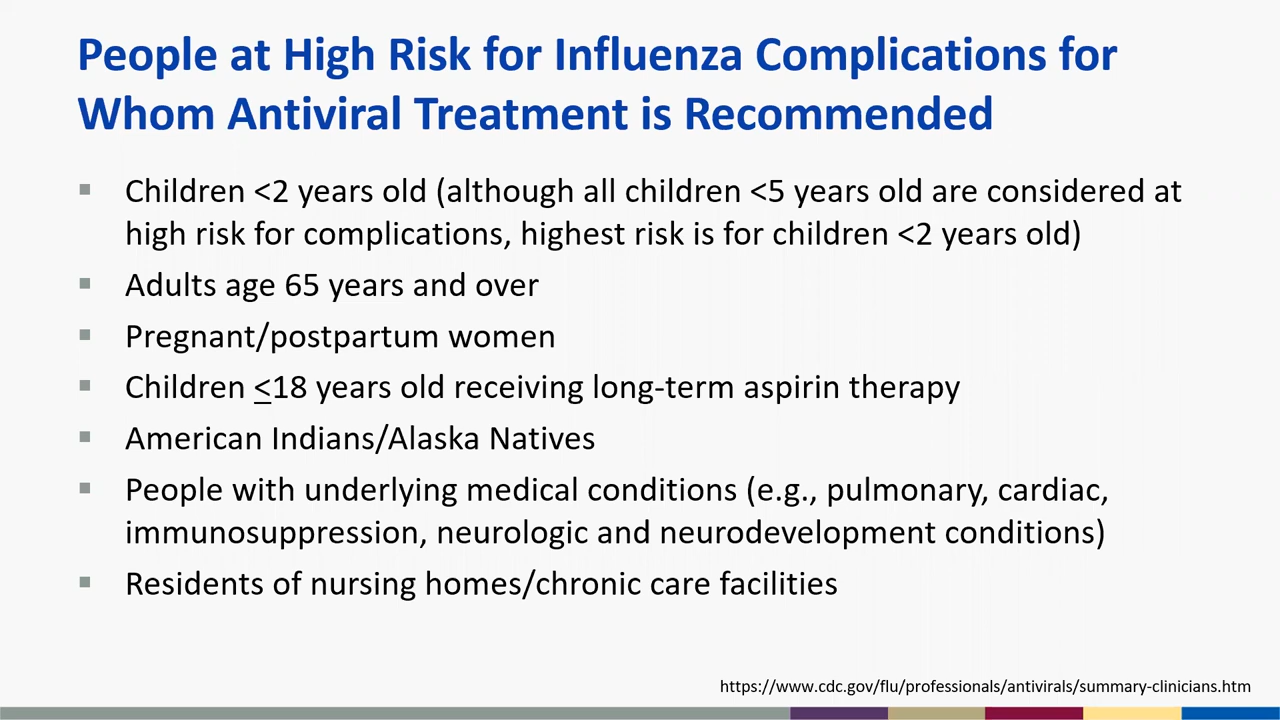 People at High Risk for Influenza Complications for
Whom Antiviral Treatment is Recommended
▪ Children <2 years old (although all children <5 years old are considered at
high risk for complications, highest risk is for children <2 years old)
▪ Adults age 65 years and over
▪ Pregnant/postpartum women
▪ Children ≤18 years old receiving long-term aspirin therapy
▪ American Indians/Alaska Natives
▪ People with underlying medical conditions (e.g., pulmonary, cardiac,
immunosuppression, neurologic and neurodevelopment conditions)
▪ Residents of nursing homes/chronic care facilities
https://www.cdc.gov/flu/professionals/antivirals/summary-clinicians.htm